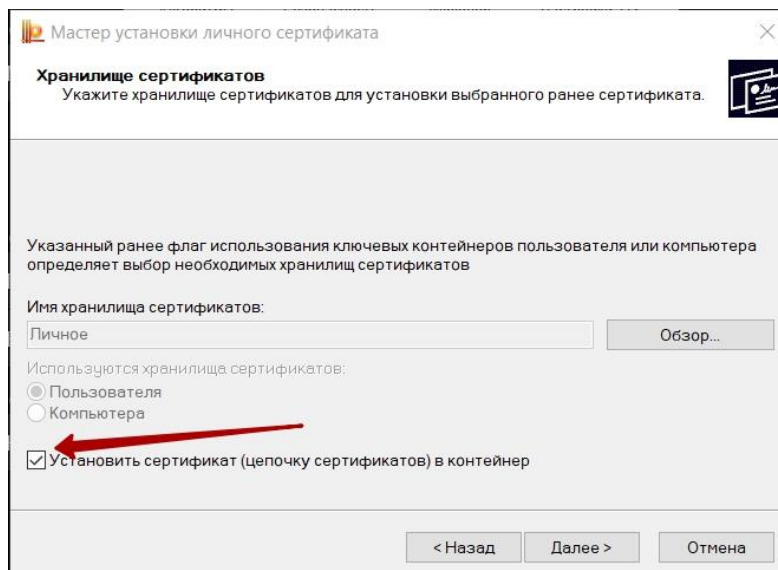 Мастер установки личного сертификата
Хранилище сертификатов
Укажите хранилище сертификатов для установки выбранного ранее сертификата.
Указанный ранее флаг использования ключевых контейнеров пользователя или компьютера
определяет выбор необходимых хранилищ сертификатов
Имя хранилища сертификатов:
Личное
Обзор...
Используются хранилища сертификатов:
Пользователя
Компьютера
Установить сертификат (цепочку сертификатов) в контейнер
< Назад
Далее >
Отмена